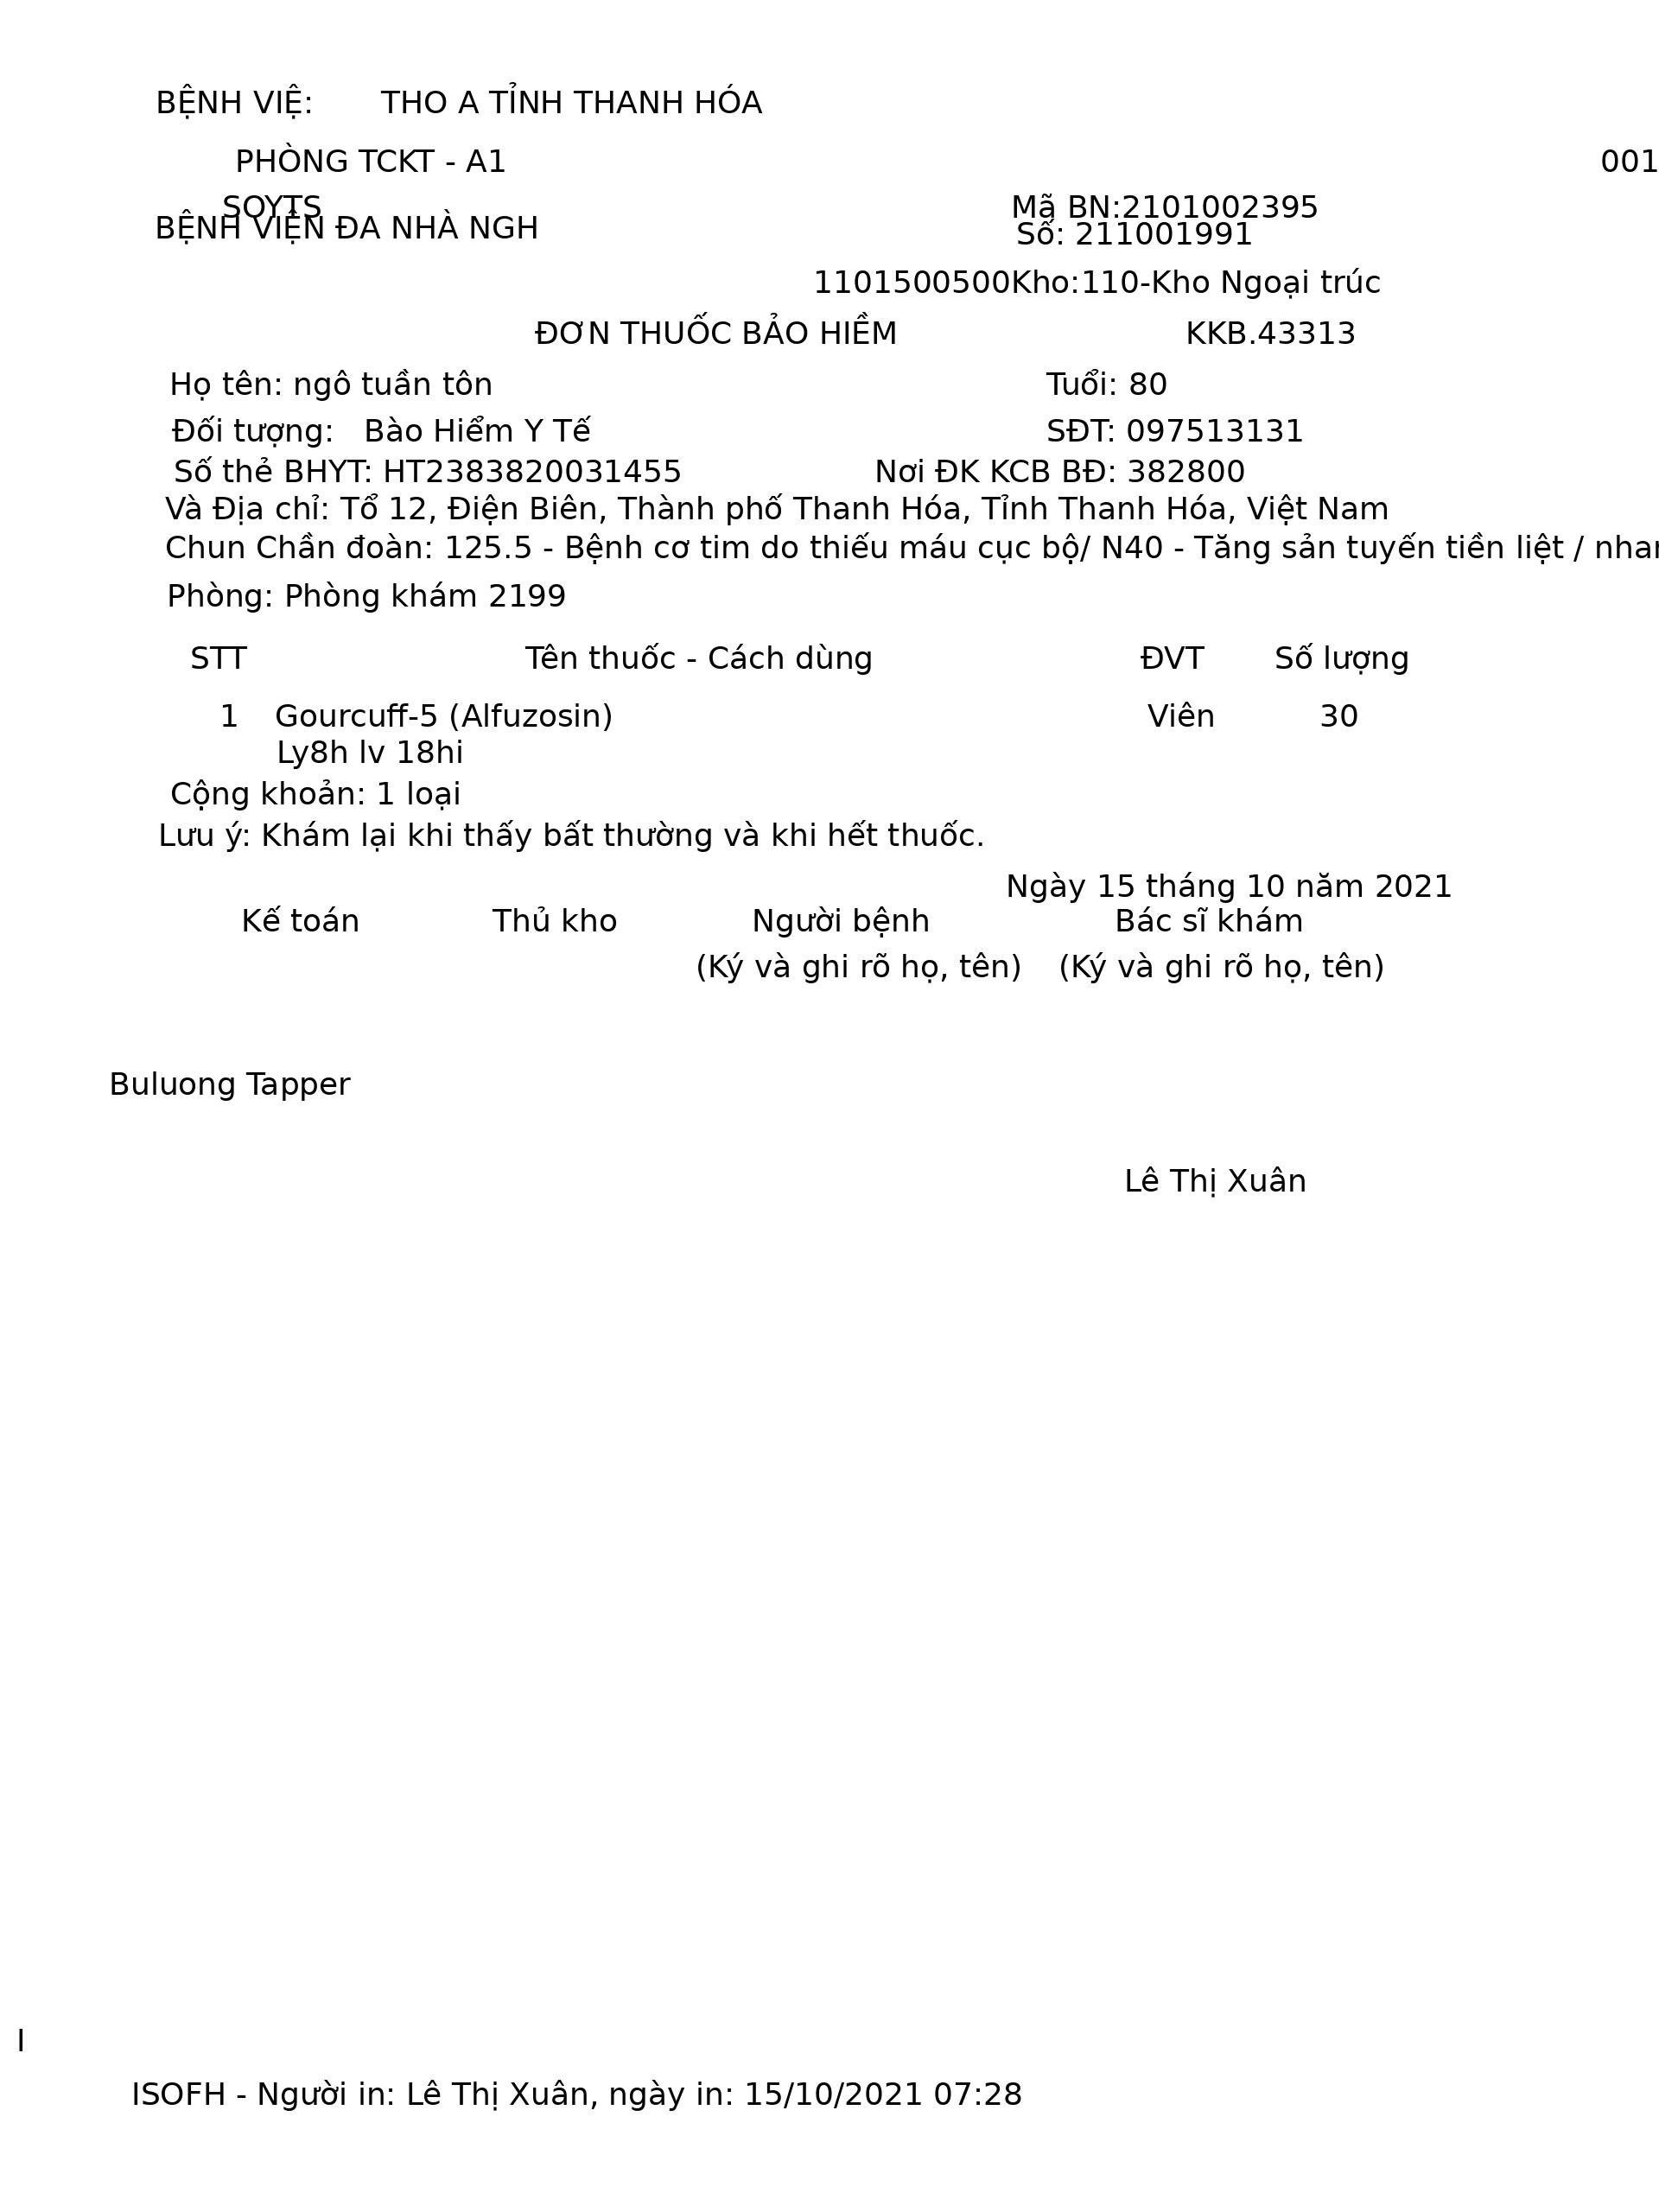 BỆNH VIỆ: THO A TỈNH THANH HÓA
PHÒNG TCKT - A1 001
SOYTS Mã BN:2101002395
BỆNH VIỆN ĐA NHÀ NGH Số: 211001991
1101500500Kho:110-Kho Ngoại trúc
ĐƠN THUỐC BẢO HIỀM KKB.43313
Họ tên: ngô tuần tôn Tuổi: 80
Đối tượng: Bào Hiểm Y Tế SĐT: 097513131
Số thẻ BHYT: HT2383820031455 Nơi ĐK KCB BĐ: 382800
Và Địa chỉ: Tổ 12, Điện Biên, Thành phố Thanh Hóa, Tỉnh Thanh Hóa, Việt Nam
Chun Chần đoàn: 125.5 - Bệnh cơ tim do thiếu máu cục bộ/ N40 - Tăng sản tuyến tiền liệt /
Phòng: Phòng khám 2199
STT Tên thuốc - Cách dùng ĐVT Số lượng
1 Gourcuff-5 (Alfuzosin) Viên 30
Ly8h lv 18hi
Cộng khoản: 1 loại
Lưu ý: Khám lại khi thấy bất thường và khi hết thuốc.
Ngày 15 tháng 10 năm 2021
Kế toán Thủ kho Người bệnh Bác sĩ khám
(Ký và ghi rõ họ, tên) (Ký và ghi rõ họ, tên)
Buluong Tapper
Lê Thị Xuân
I
ISOFH - Người in: Lê Thị Xuân, ngày in: 15/10/2021 07:28